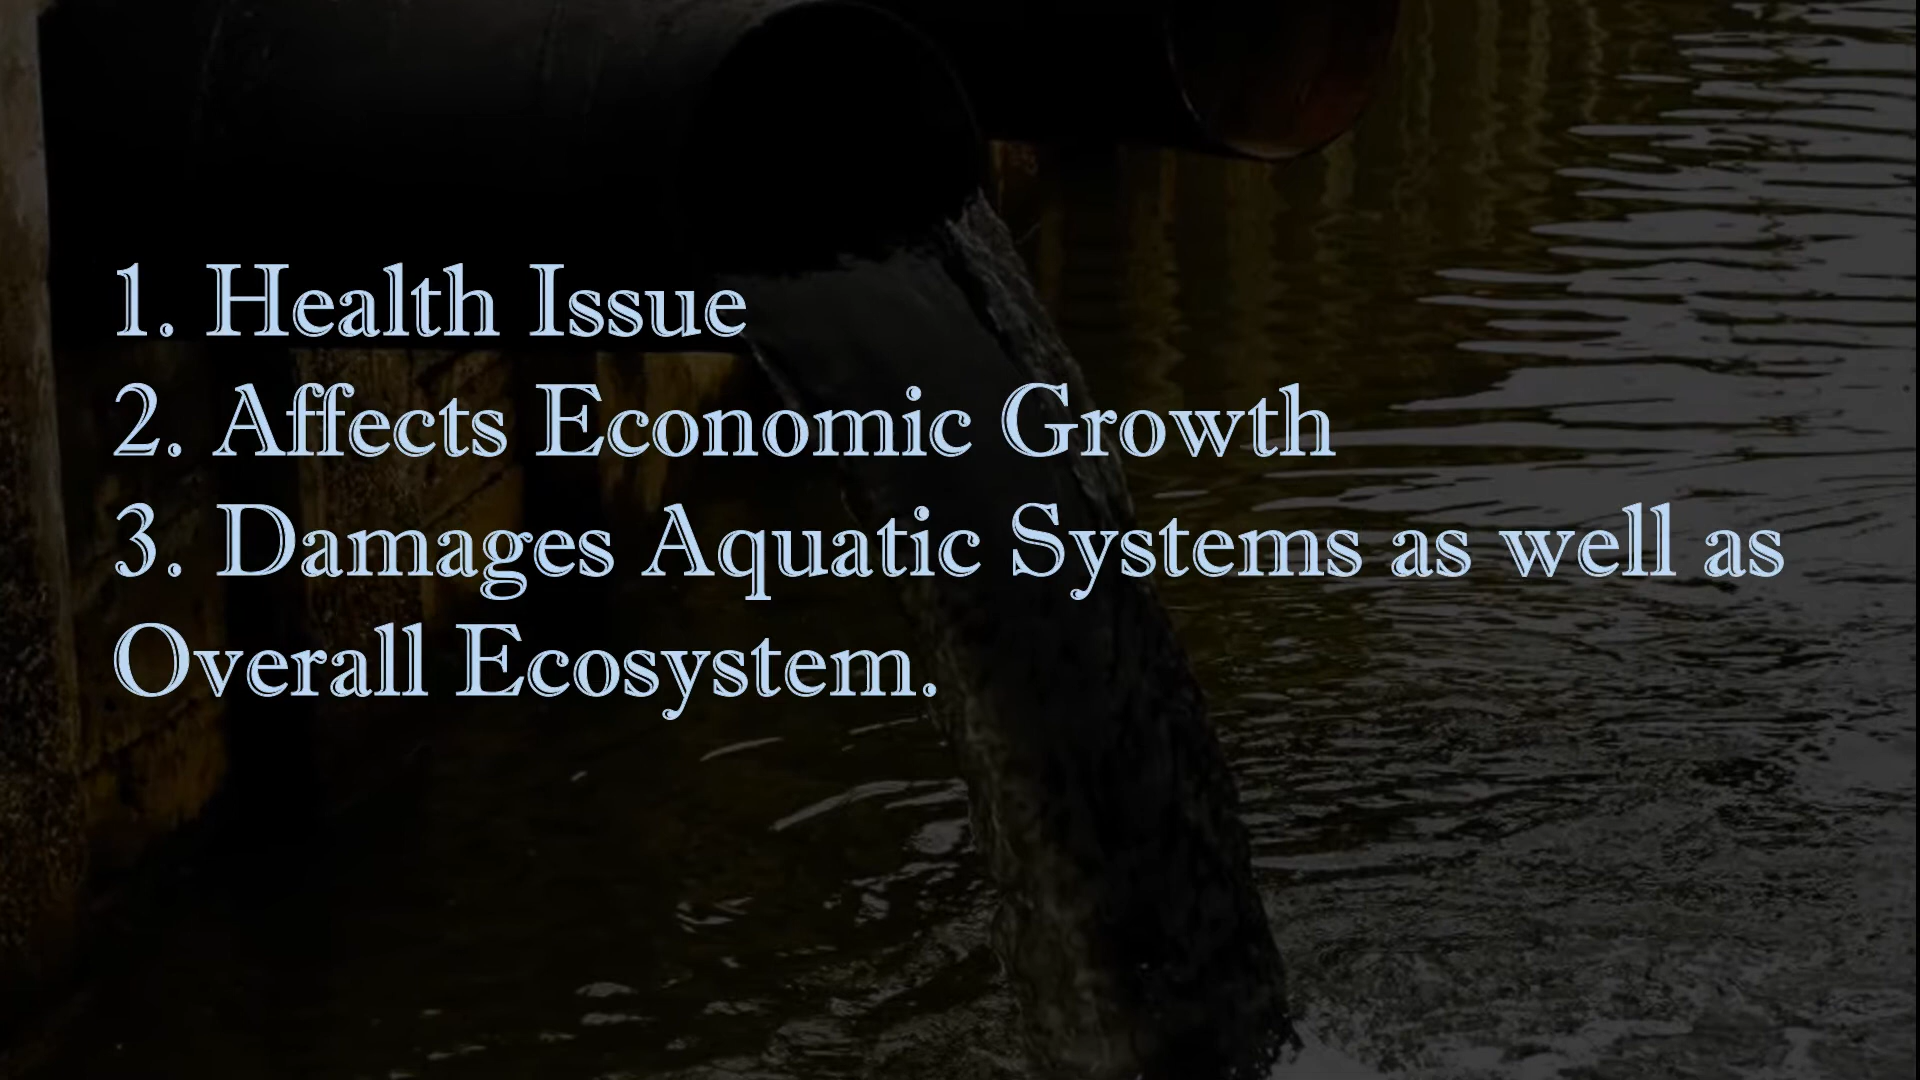 1. Health Issue
2. Affects Economic Growth
3. Damages Aquatic Systems as well as
Overall Ecosystem.